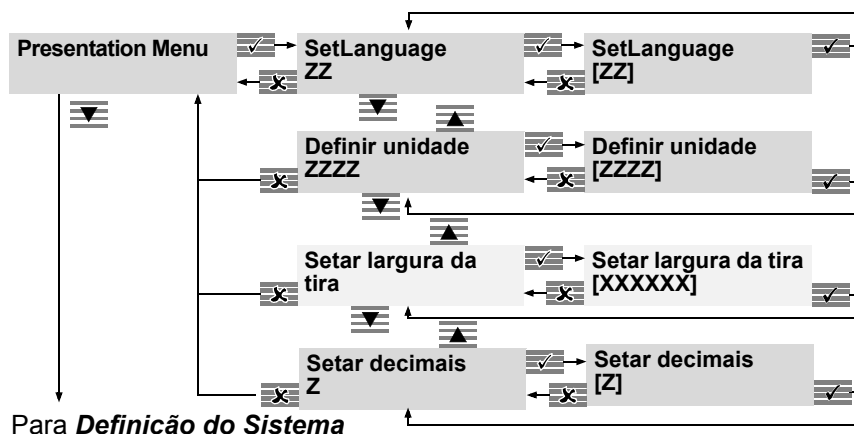 Presentation Menu
SetLanguage
ZZ
SetLanguage
[ZZ]
Definir unidade
ZZZZ
Definir unidade
[ZZZZ]
Setar largura da
tira
Setar largura da tira
[XXXXXX]
Setar decimais
Z
Setar decimais
[Z]
Para Definição do Sistema